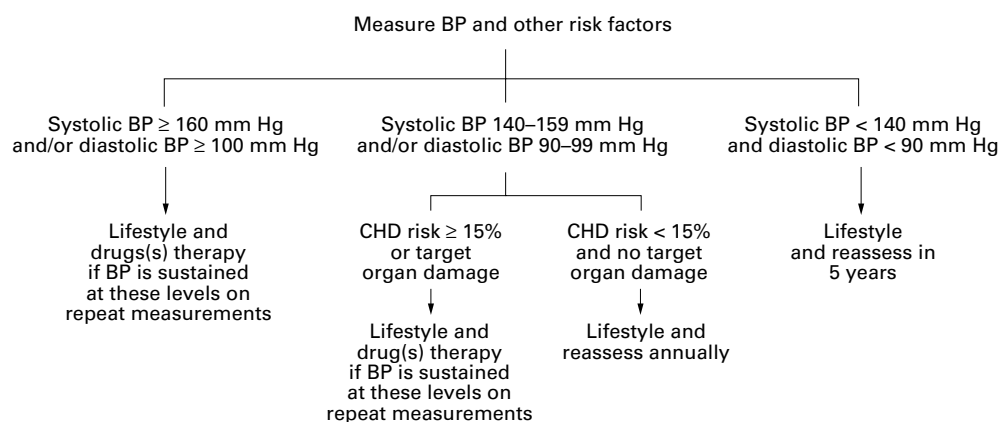 Measure BP and other risk factors
Systolic BP ≥ 160 mm Hg
and/or diastolic BP ≥ 100 mm Hg
Systolic BP 140–159 mm Hg
and/or diastolic BP 90–99 mm Hg
Systolic BP < 140 mm Hg
and diastolic BP < 90 mm Hg
Lifestyle and
drugs(s) therapy
if BP is sustained
at these levels on
repeat measurements
CHD risk ≥ 15%
or target
organ damage
CHD risk < 15%
and no target
organ damage
Lifestyle
and reassess in
5 years
Lifestyle and
drug(s) therapy
if BP is sustained
at these levels on
repeat measurements
Lifestyle and
reassess annually